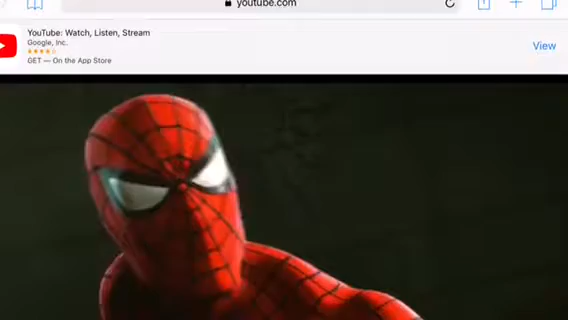 youtube.com
YouTube: Watch, Listen, Stream
Google, Inc.
GET — On the App Store
View